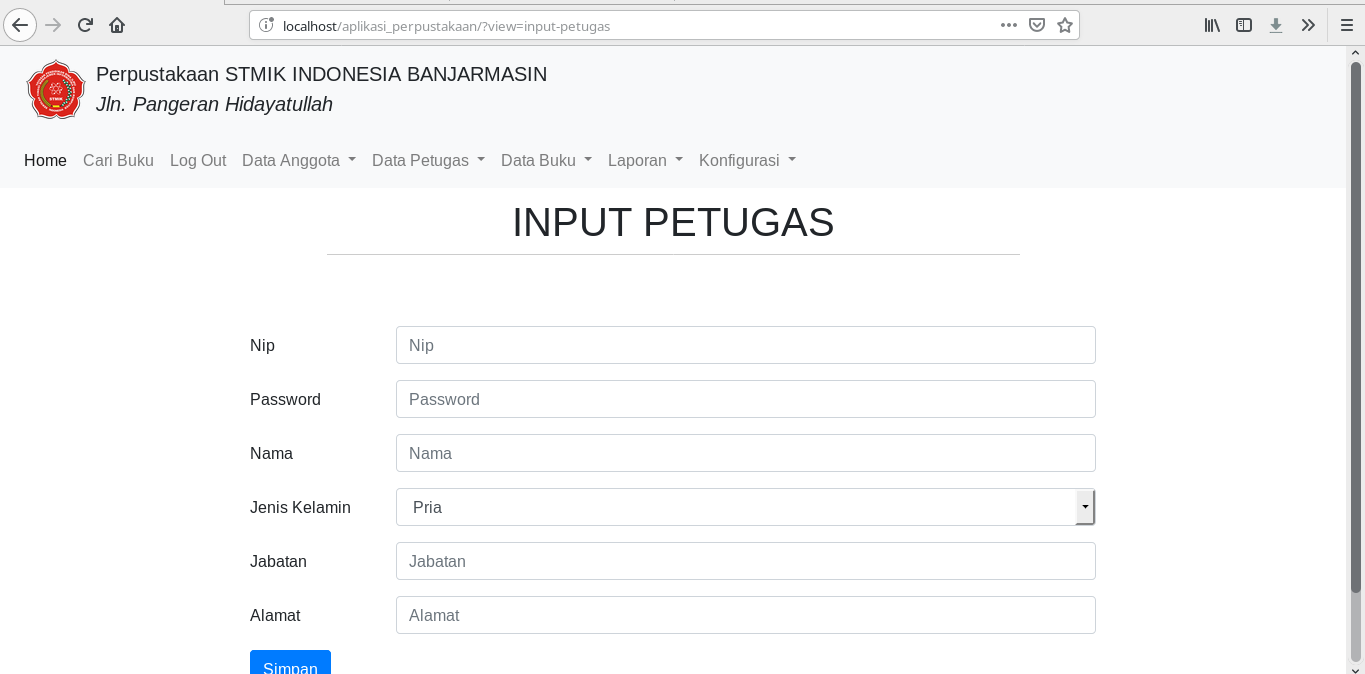 localhost/aplikasi_perpustakaan/?view=input-petugas
Perpustakaan STMIK INDONESIA BANJARMASIN
Jln. Pangeran Hidayatullah
Home Cari Buku Log Out Data Anggota Data Petugas Data Buku Laporan Konfigurasi
INPUT PETUGAS
Nip Nip
Password Password
Nama Nama
Jenis Kelamin Pria
Jabatan Jabatan
Alamat Alamat
Simpan